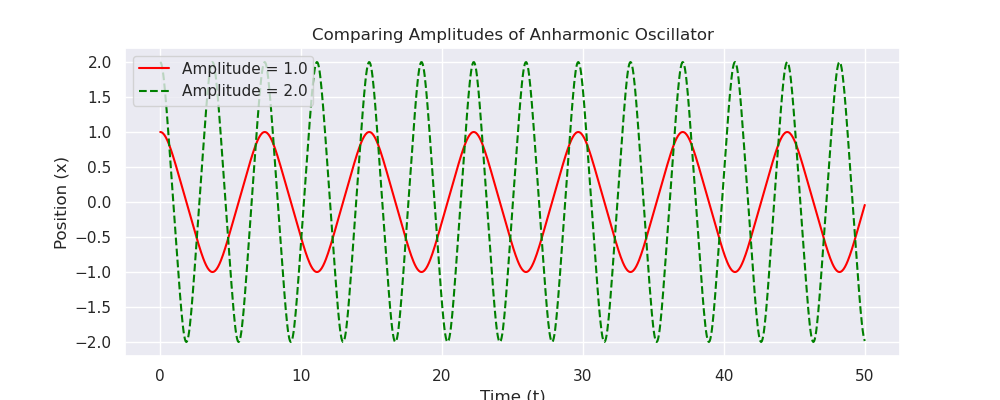 Comparing Amplitudes of Anharmonic Oscillator
Amplitude = 1.0
Amplitude = 2.0
Position (x)
2.0
1.5
1.0
0.5
0.0
−0.5
−1.0
−1.5
−2.0
0 10 20 30 40 50
Time (t)